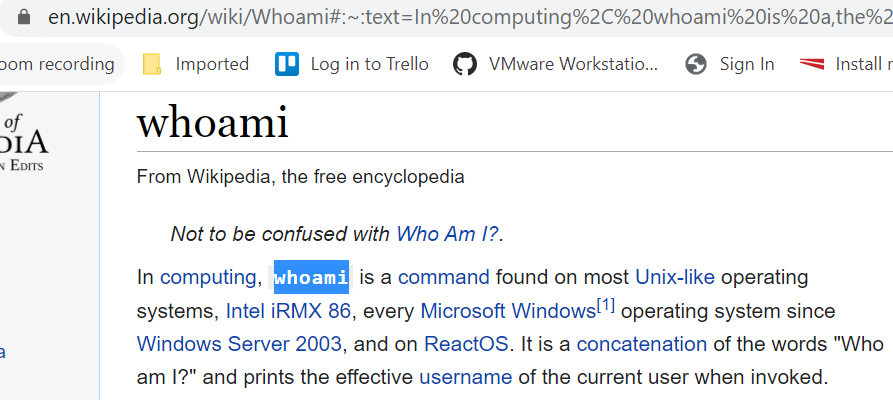 en.wikipedia.org/wiki/Whoami#:~:text=In%20computing%2C%20whoami%20is%20a,the%2
oom recording Imported Log in to Trello VMware Workstatio... Sign In Install
of
DIA
EDITS
whoami
From Wikipedia, the free encyclopedia
Not to be confused with Who Am I?.
In computing, whoami is a command found on most Unix-like operating
systems, Intel iRMX 86, every Microsoft Windows[1] operating system since
Windows Server 2003, and on ReactOS. It is a concatenation of the words "Who
am I?" and prints the effective username of the current user when invoked.